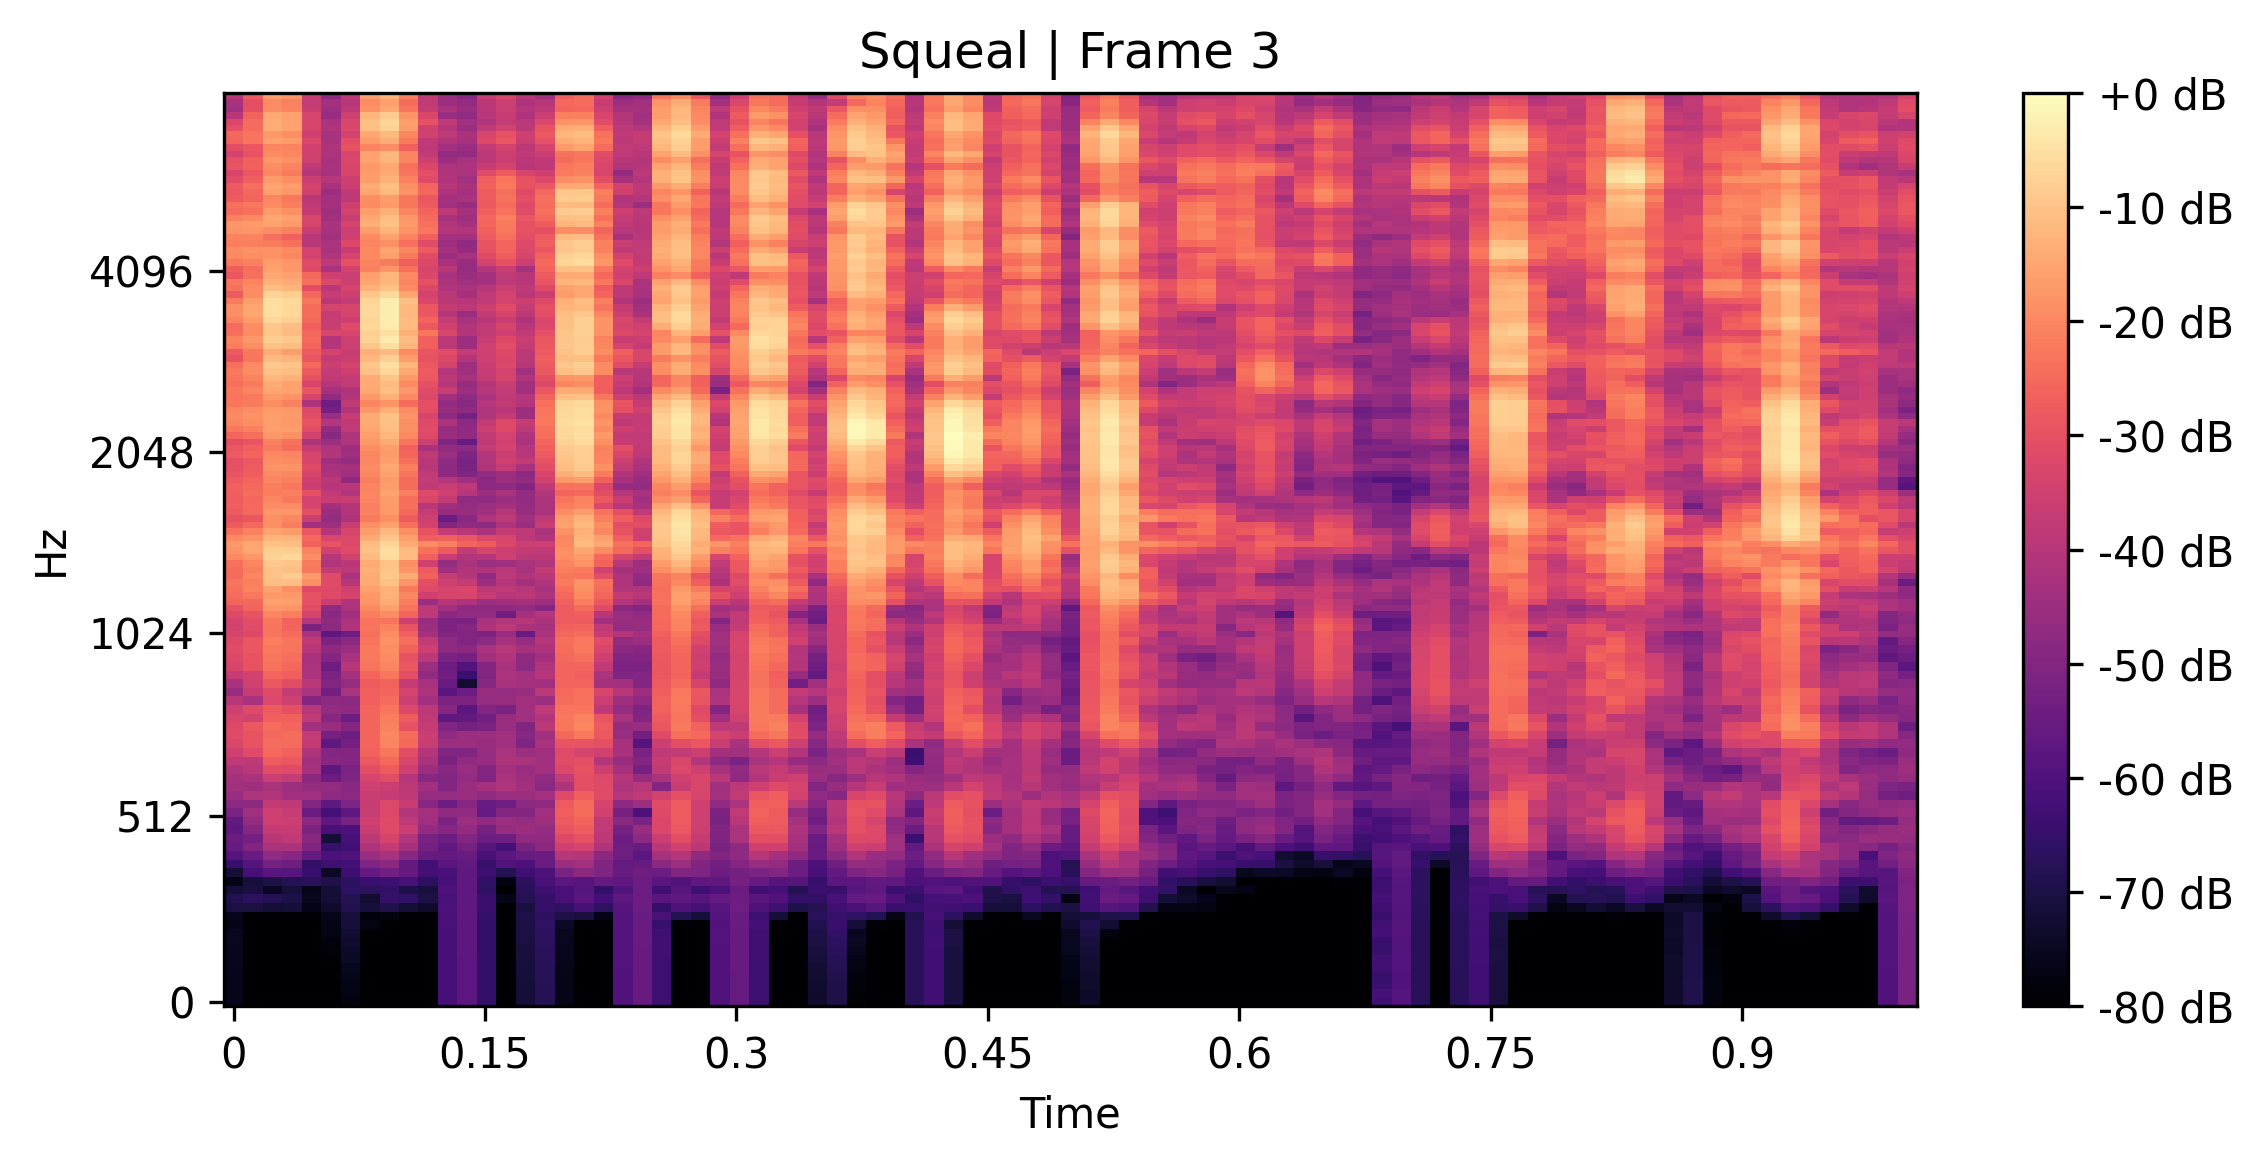 Squeal | Frame 3
Hz
4096
2048
1024
512
0
0 0.15 0.3 0.45 0.6 0.75 0.9
Time
+0 dB
-10 dB
-20 dB
-30 dB
-40 dB
-50 dB
-60 dB
-70 dB
-80 dB